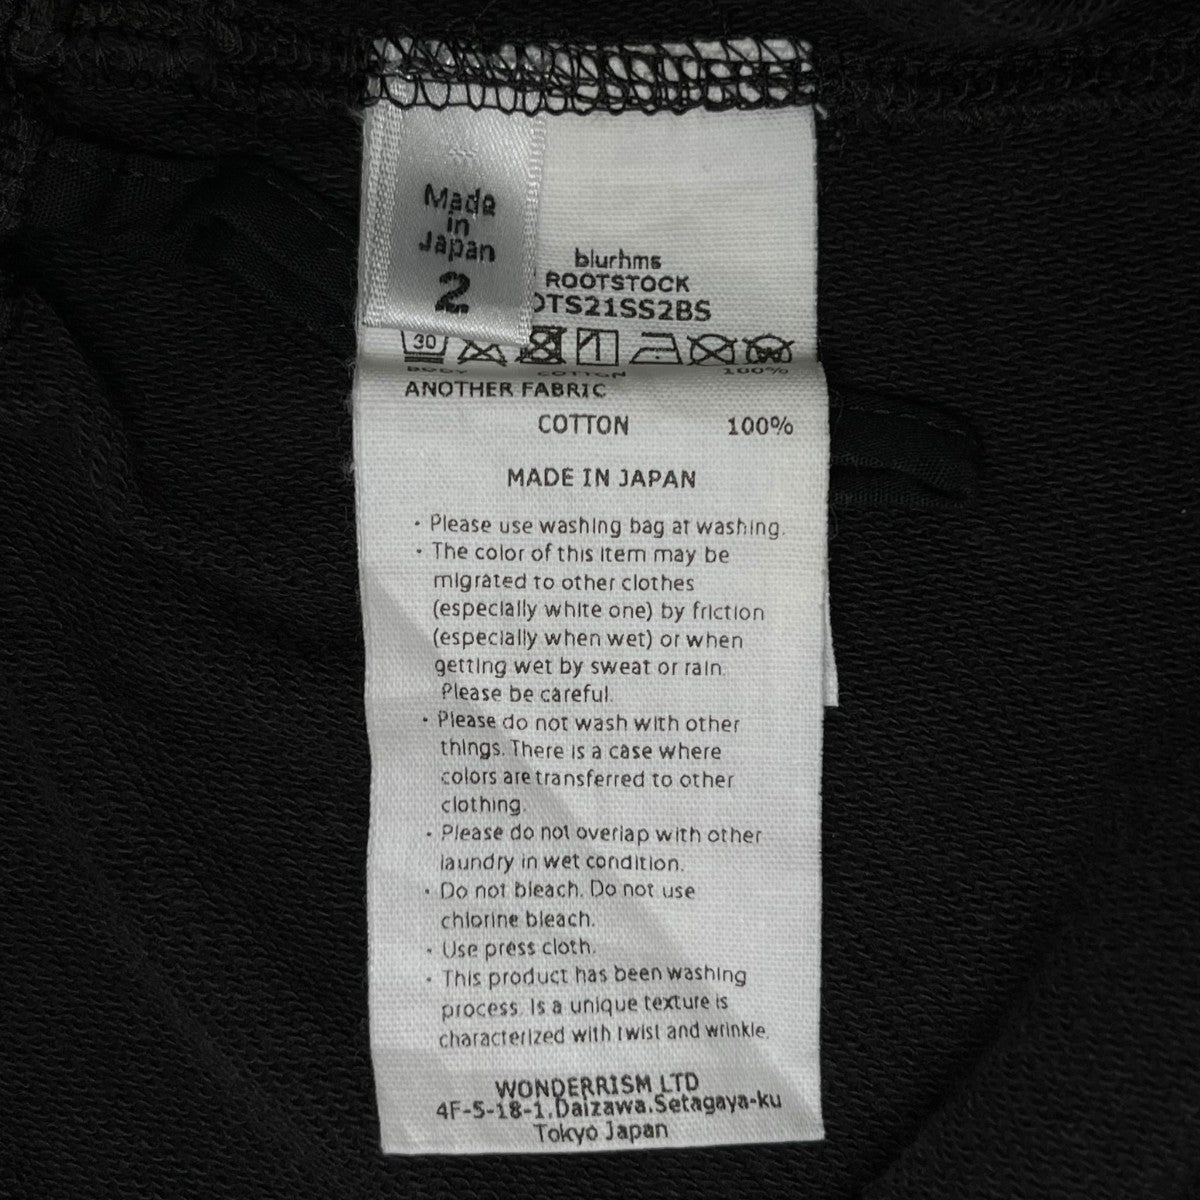 Made
in
Japan
2
blurhms
ROOTSTOCK
OTS21SS2BS
30
BODY COTTON 100%
ANOTHER FABRIC
COTTON 100%
MADE IN JAPAN
· Please use washing bag at washing.
· The color of this item may be
migrated to other clothes
(especially white one) by friction
(especially when wet) or when
getting wet by sweat or rain.
Please be careful.
· Please do not wash with other
things. There is a case where
colors are transferred to other
clothing.
· Please do not overlap with other
laundry in wet condition.
· Do not bleach. Do not use
chlorine bleach.
· Use press cloth.
· This product has been washing
process. Is a unique texture is
characterized with twist and wrinkle.
WONDERRISM LTD
4F-5-18-1.Daizawa.Setagaya-ku
Tokyo Japan